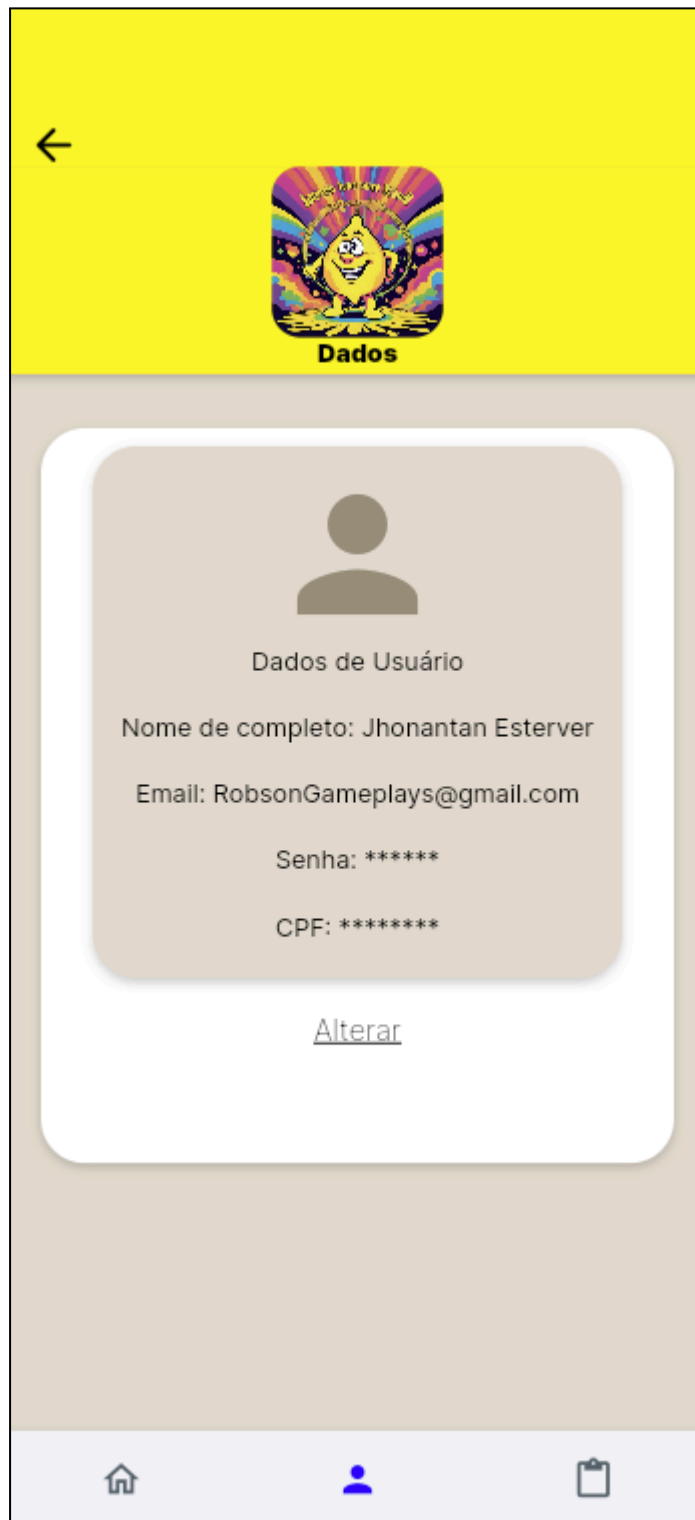 Dados
Dados de Usuário
Nome de completo: Jhonantan Esterver
Email: RobsonGameplays@gmail.com
Senha: ******
CPF: ********
Alterar